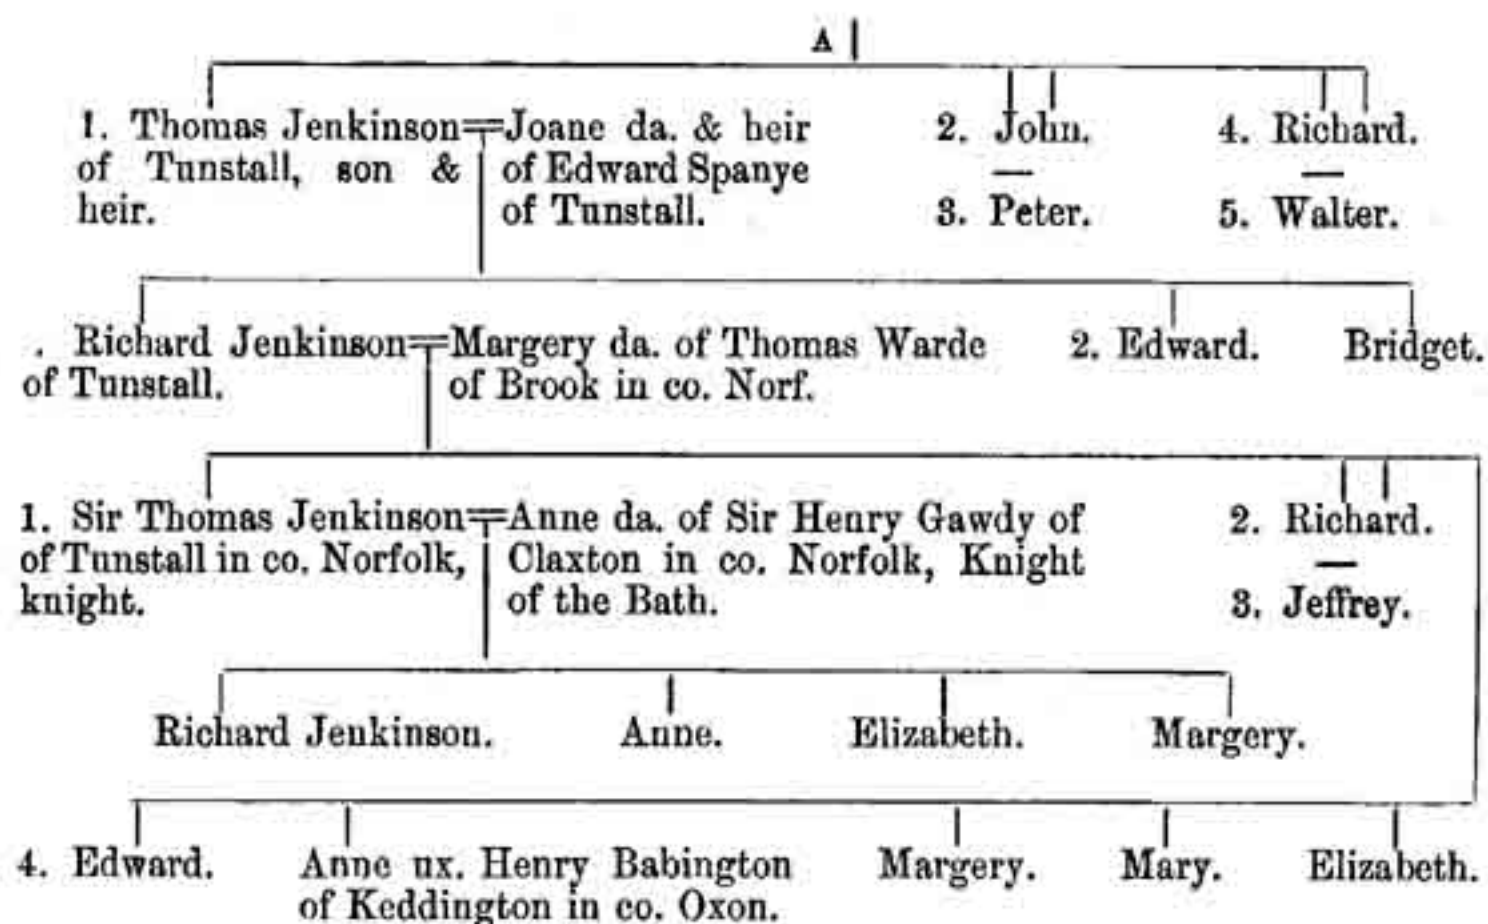 A
1. Thomas Jenkinson=Joane da. & heir 2. John. 4. Richard.
of Tunstall, son & of Edward Spanye — —
heir. of Tunstall. 3. Peter. 5. Walter.
. Richard Jenkinson=Margery da. of Thomas Warde 2. Edward. Bridget.
of Tunstall. of Brook in co. Norf.
1. Sir Thomas Jenkinson=Anne da. of Sir Henry Gawdy of 2. Richard.
of Tunstall in co. Norfolk, Claxton in co. Norfolk, Knight —
knight. of the Bath. 3. Jeffrey.
Richard Jenkinson. Anne. Elizabeth. Margery.
4. Edward. Anne ux. Henry Babington Margery. Mary. Elizabeth.
of Keddington in co. Oxon.